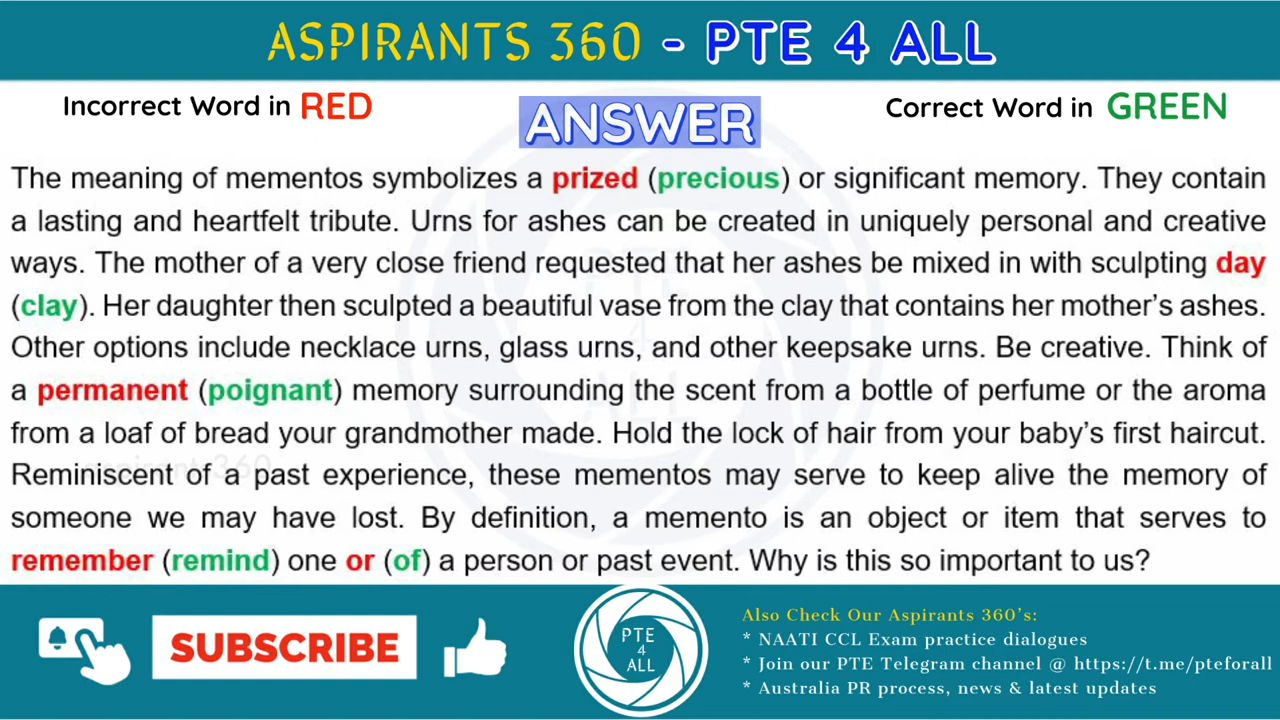 ASPIRANTS 360 - PTE 4 ALL
Incorrect Word in RED
ANSWER
Correct Word in GREEN
The meaning of mementos symbolizes a prized (precious) or significant memory. They contain
a lasting and heartfelt tribute. Urns for ashes can be created in uniquely personal and creative
ways. The mother of a very close friend requested that her ashes be mixed in with sculpting day
(clay). Her daughter then sculpted a beautiful vase from the clay that contains her mother's ashes.
Other options include necklace urns, glass urns, and other keepsake urns. Be creative. Think of
a permanent (poignant) memory surrounding the scent from a bottle of perfume or the aroma
from a loaf of bread your grandmother made. Hold the lock of hair from your baby's first haircut.
Reminiscent of a past experience, these mementos may serve to keep alive the memory of
someone we may have lost. By definition, a memento is an object or item that serves to
remember (remind) one or (of) a person or past event. Why is this so important to us?
SUBSCRIBE
PTE
4
ALL
Also Check Our Aspirants 360's:
* NAATI CCL Exam practice dialogues
* Join our PTE Telegram channel @ https://t.me/pteforall
* Australia PR process, news & latest updates